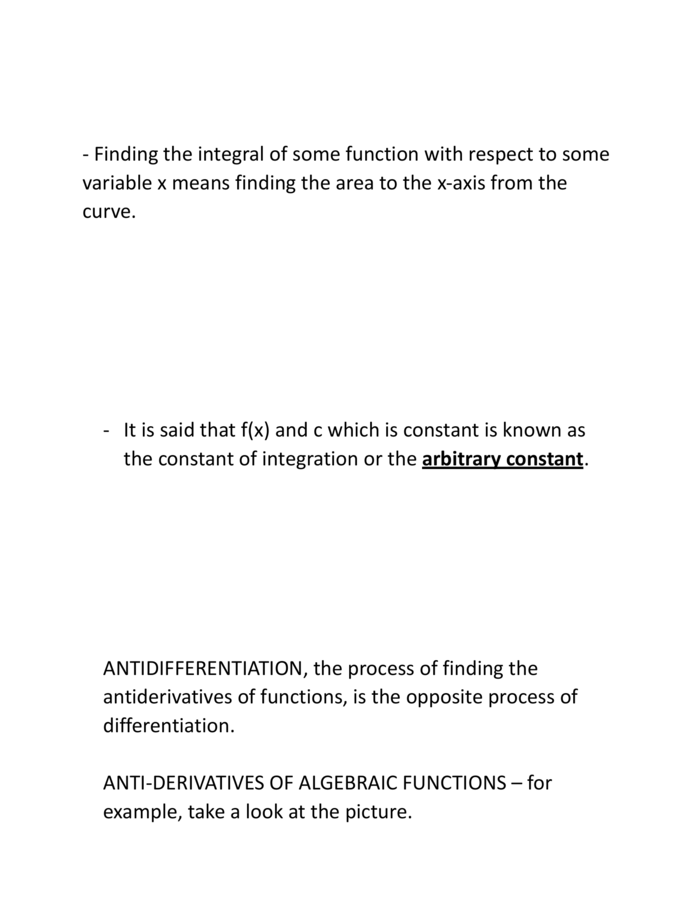 - Finding the integral of some function with respect to some
variable x means finding the area to the x-axis from the
curve.
- It is said that f(x) and c which is constant is known as
the constant of integration or the arbitrary constant.
ANTIDIFFERENTIATION, the process of finding the
antiderivatives of functions, is the opposite process of
differentiation.
ANTI-DERIVATIVES OF ALGEBRAIC FUNCTIONS – for
example, take a look at the picture.